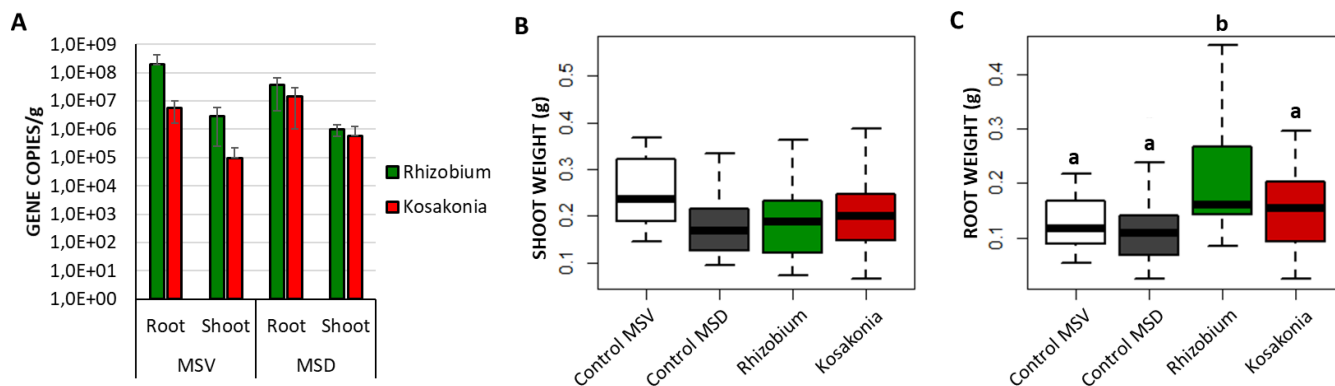 A
GENE COPIES/g
1,0E+09
1,0E+08
1,0E+07
1,0E+06
1,0E+05
1,0E+04
1,0E+03
1,0E+02
1,0E+01
1,0E+00
Root Shoot Root Shoot
MSV MSD
Rhizobium
Kosakonia
B
SHOOT WEIGHT (g)
0.5
0.4
0.3
0.2
0.1
Control MSV
Control MSD
Rhizobium
Kosakonia
C
ROOT WEIGHT (g)
0.4
0.3
0.2
0.1
a
a
b
a
Control MSV
Control MSD
Rhizobium
Kosakonia